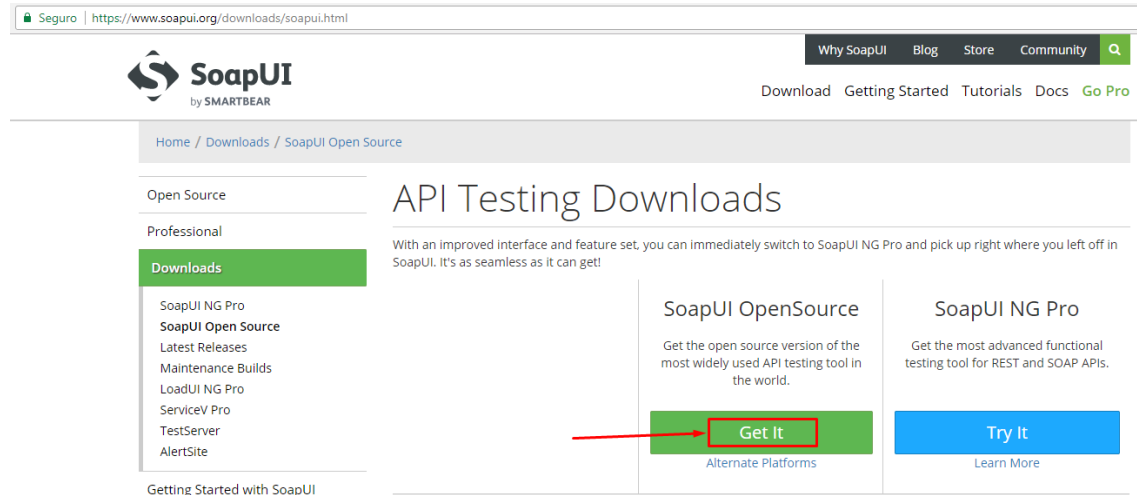 Seguro | https://www.soapui.org/downloads/soapui.html
Why SoapUI Blog Store Community
SoapUI
by SMARTBEAR
Download Getting Started Tutorials Docs Go Pro
Home / Downloads / SoapUI Open Source
Open Source
Professional
Downloads
SoapUI NG Pro
SoapUI Open Source
Latest Releases
Maintenance Builds
LoadUI NG Pro
ServiceV Pro
TestServer
AlertSite
Getting Started with SoapUI
API Testing Downloads
With an improved interface and feature set, you can immediately switch to SoapUI NG Pro and pick up right where you left off in
SoapUI. It's as seamless as it can get!
SoapUI OpenSource
Get the open source version of the
most widely used API testing tool in
the world.
Get It
Alternate Platforms
SoapUI NG Pro
Get the most advanced functional
testing tool for REST and SOAP APIs.
Try It
Learn More